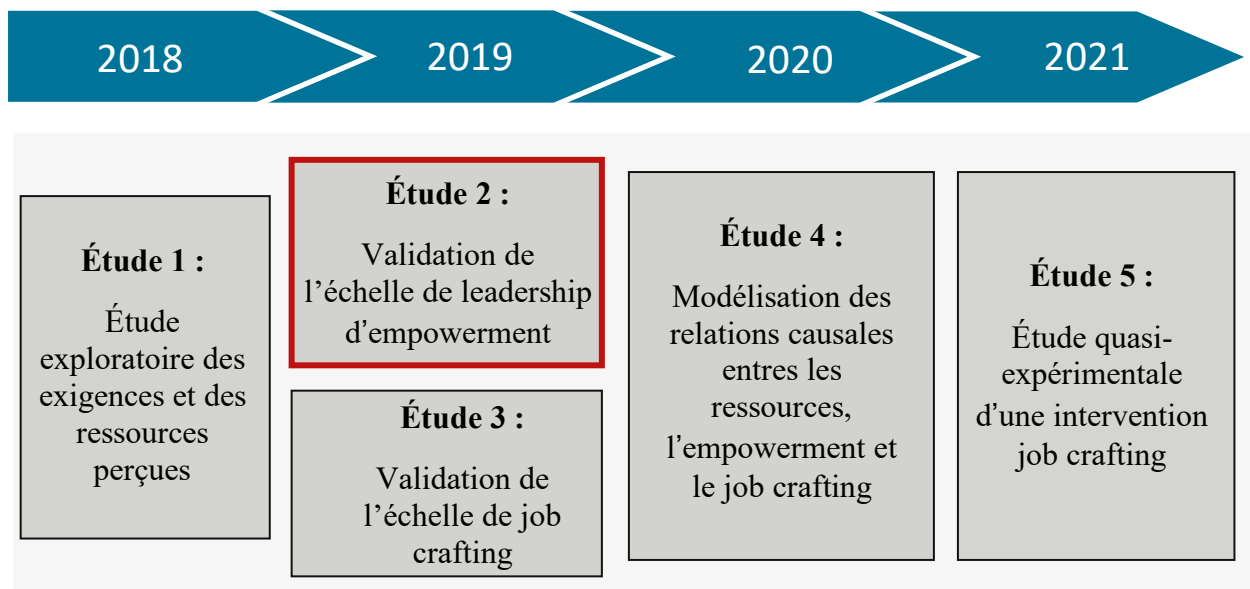 2018
2019
2020
2021
Étude 1 :
Étude
exploratoire des
exigences et des
ressources
perçues
Étude 2 :
Validation de
l’échelle de leadership
d’empowerment
Étude 3 :
Validation de
l’échelle de job
crafting
Étude 4 :
Modélisation des
relations causales
entres les
ressources,
l’empowerment et
le job crafting
Étude 5 :
Étude quasi-
expérimentale
d’une intervention
job crafting